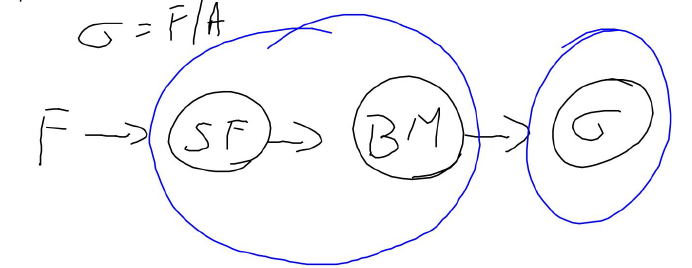 σ = F/A
F → SF → BM → σ